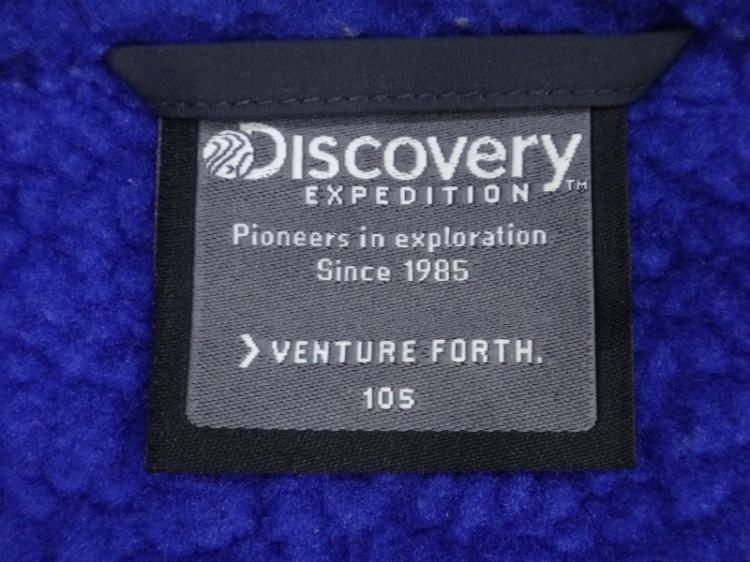 Discovery
EXPEDITION™
Pioneers in exploration
Since 1985
❯ VENTURE FORTH.
105